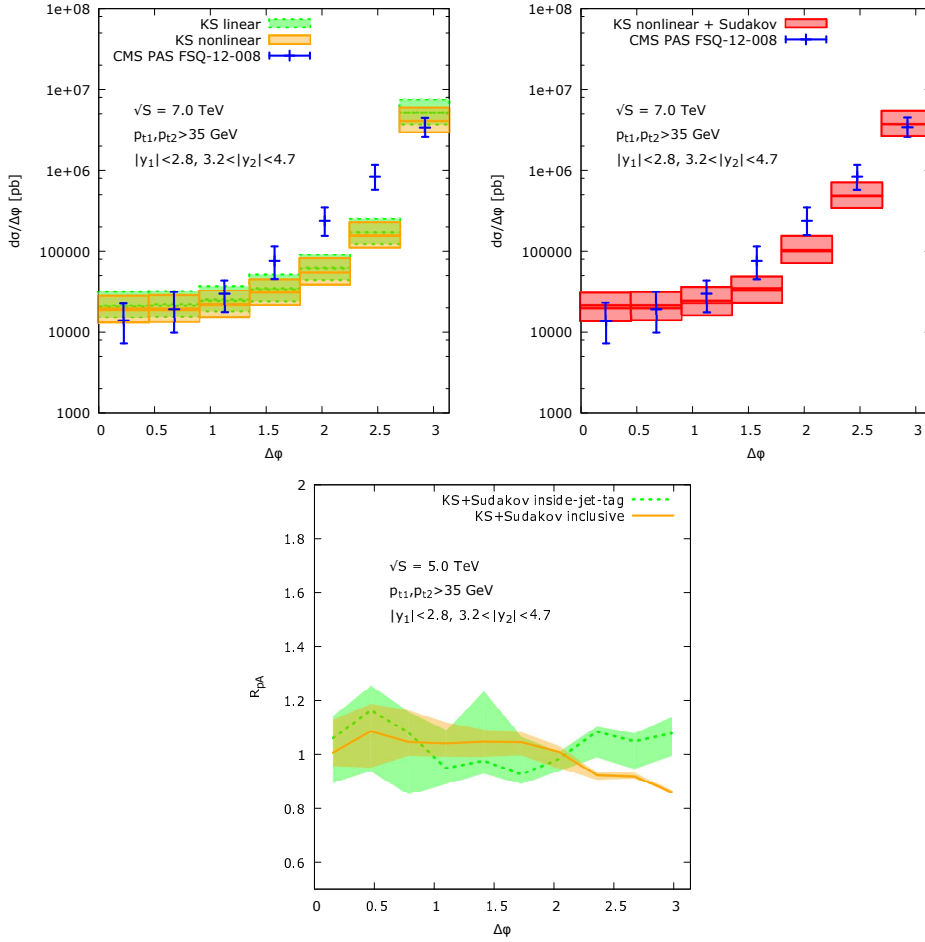 KS linear
KS nonlinear
CMS PAS FSQ-12-008
√S = 7.0 TeV
pt1,pt2>35 GeV
|y1|<2.8, 3.2<|y2|<4.7
dσ/Δφ [pb]
1e+08
1e+07
1e+06
100000
10000
1000
0 0.5 1 1.5 2 2.5 3
Δφ
KS nonlinear + Sudakov
CMS PAS FSQ-12-008
√S = 7.0 TeV
pt1,pt2>35 GeV
|y1|<2.8, 3.2<|y2|<4.7
dσ/Δφ [pb]
1e+08
1e+07
1e+06
100000
10000
1000
0 0.5 1 1.5 2 2.5 3
Δφ
KS+Sudakov inside-jet-tag
KS+Sudakov inclusive
√S = 5.0 TeV
pt1,pt2>35 GeV
|y1|<2.8, 3.2<|y2|<4.7
RpA
2
1.8
1.6
1.4
1.2
1
0.8
0.6
0 0.5 1 1.5 2 2.5 3
Δφ